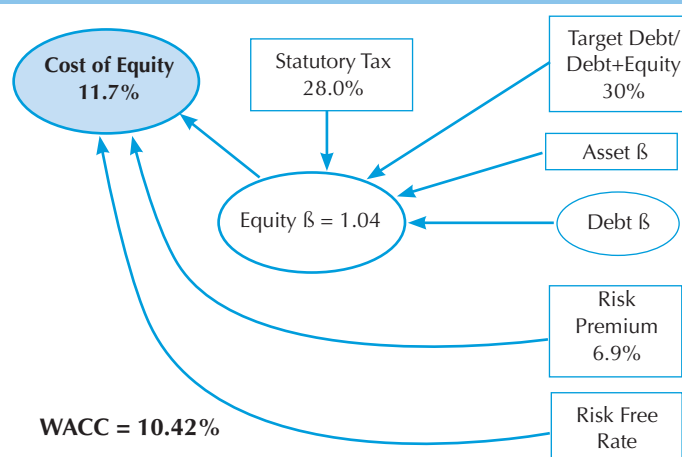 Cost of Equity
11.7%
Statutory Tax
28.0%
Target Debt/
Debt+Equity
30%
Asset ß
Equity ß = 1.04
Debt ß
Risk
Premium
6.9%
WACC = 10.42%
Risk Free
Rate